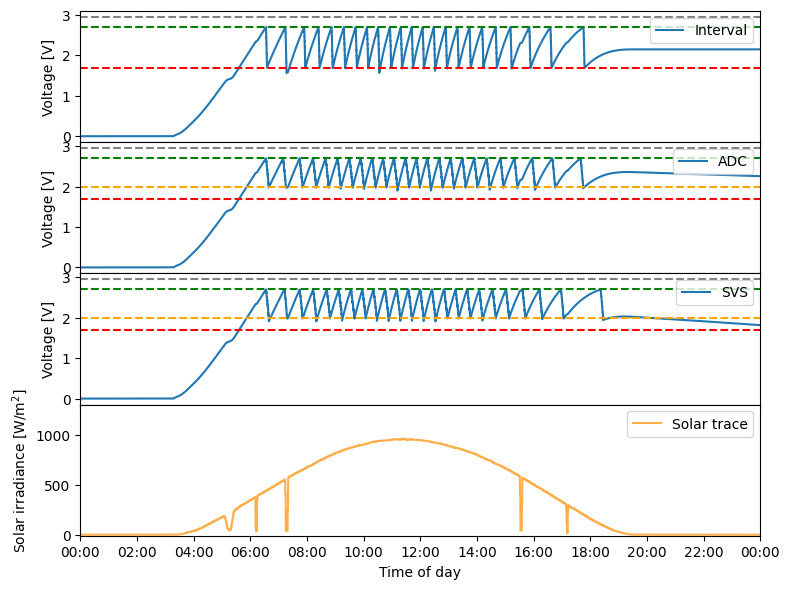 3
2
1
0
Voltage [V]
Interval
3
2
1
0
Voltage [V]
ADC
3
2
1
0
Voltage [V]
SVS
1000
500
0
Solar irradiance [W/m²]
Solar trace
00:00 02:00 04:00 06:00 08:00 10:00 12:00 14:00 16:00 18:00 20:00 22:00 00:00
Time of day